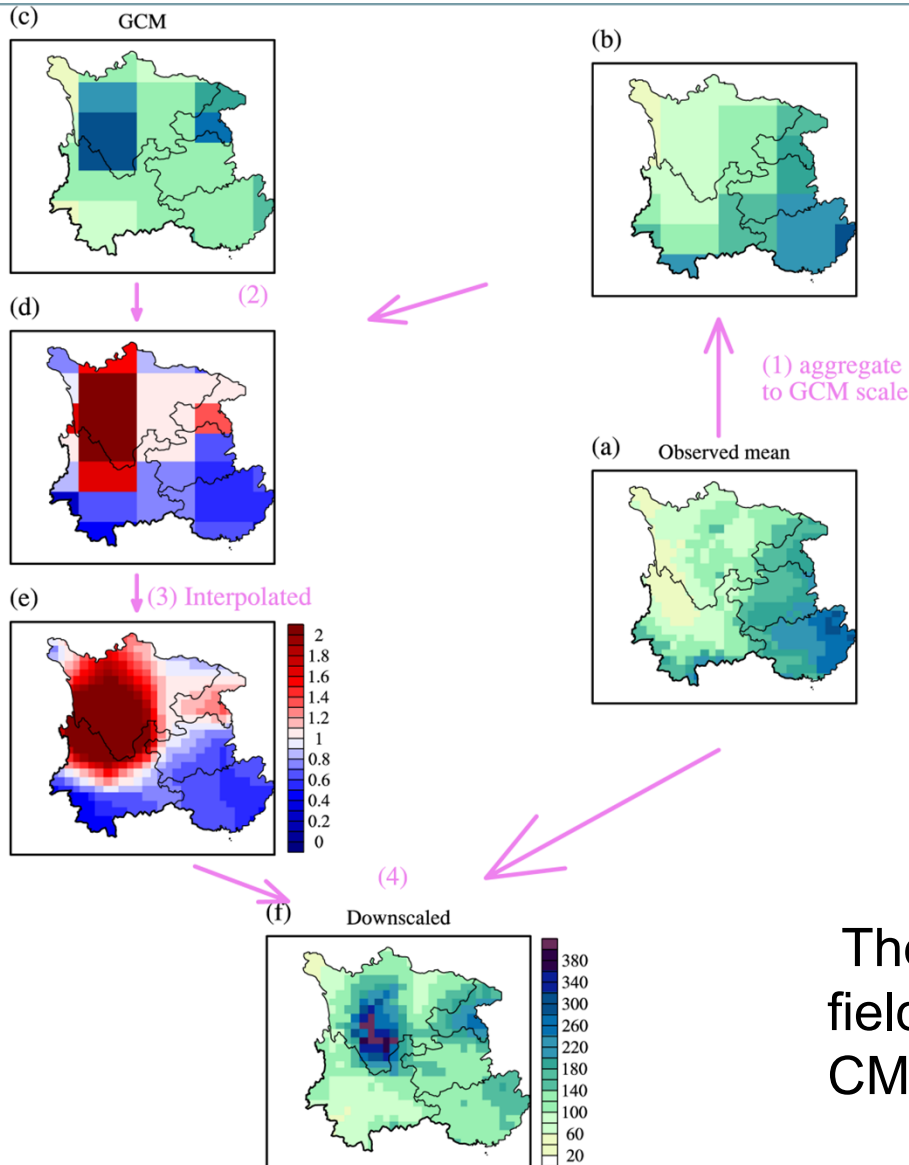 (c)
GCM
(b)
(2)
(d)
(1) aggregate
to GCM scale
(a)
Observed mean
(e)
(3) Interpolated
2
1.8
1.6
1.4
1.2
1
0.8
0.6
0.4
0.2
0
(4)
(f)
Downscaled
380
340
300
260
220
180
140
100
60
20
The
field
CM